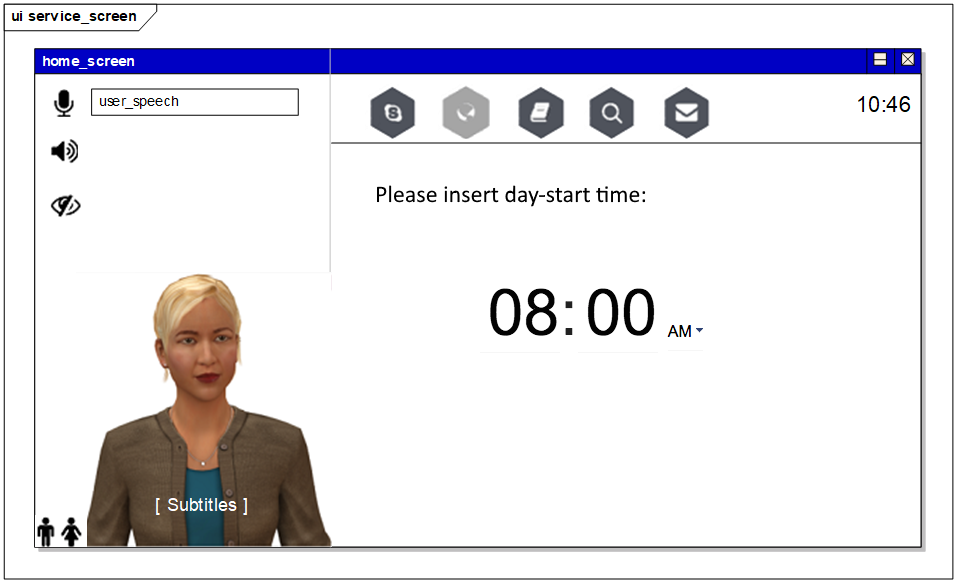 ui service_screen
home_screen
user_speech
10:46
Please insert day-start time:
08:00 AM
[ Subtitles ]